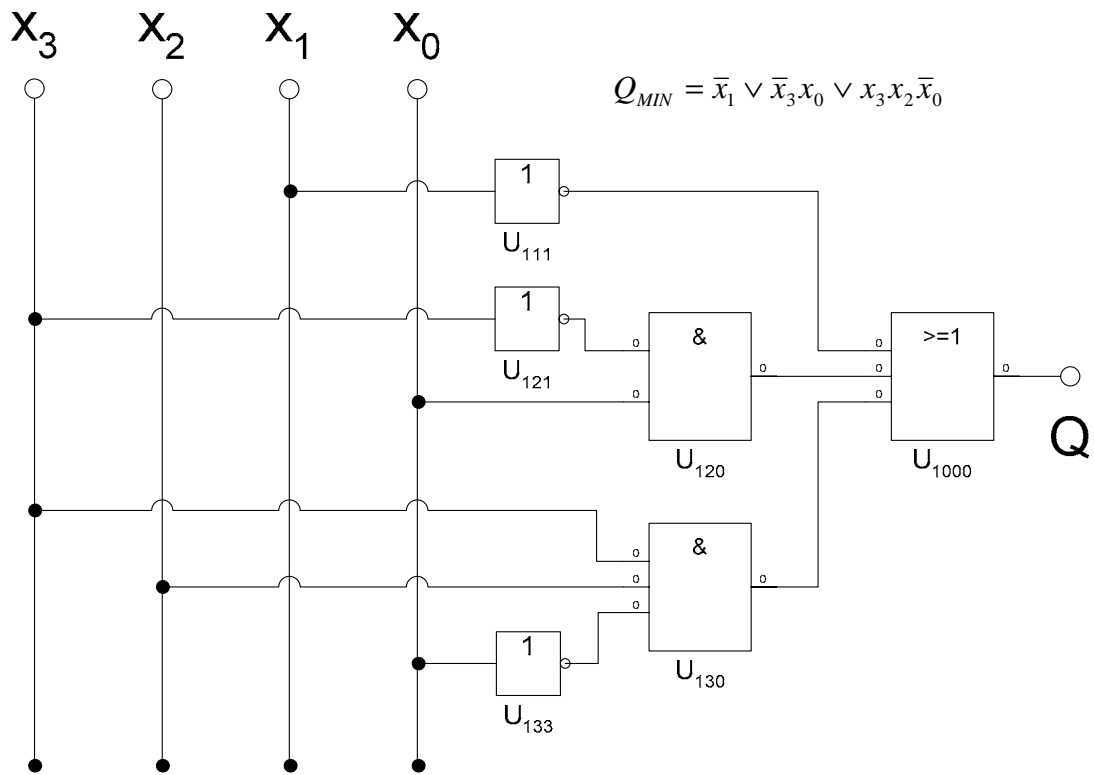 x₃ x₂ x₁ x₀
Q_MIN = x̅₁ ∨ x̅₃x₀ ∨ x₃x₂x̅₀
1
U₁₁₁
1
U₁₂₁
0
0
&
0
U₁₂₀
0
0
0
>=1
0
U₁₀₀₀
Q
0
0
0
&
0
U₁₃₀
1
U₁₃₃